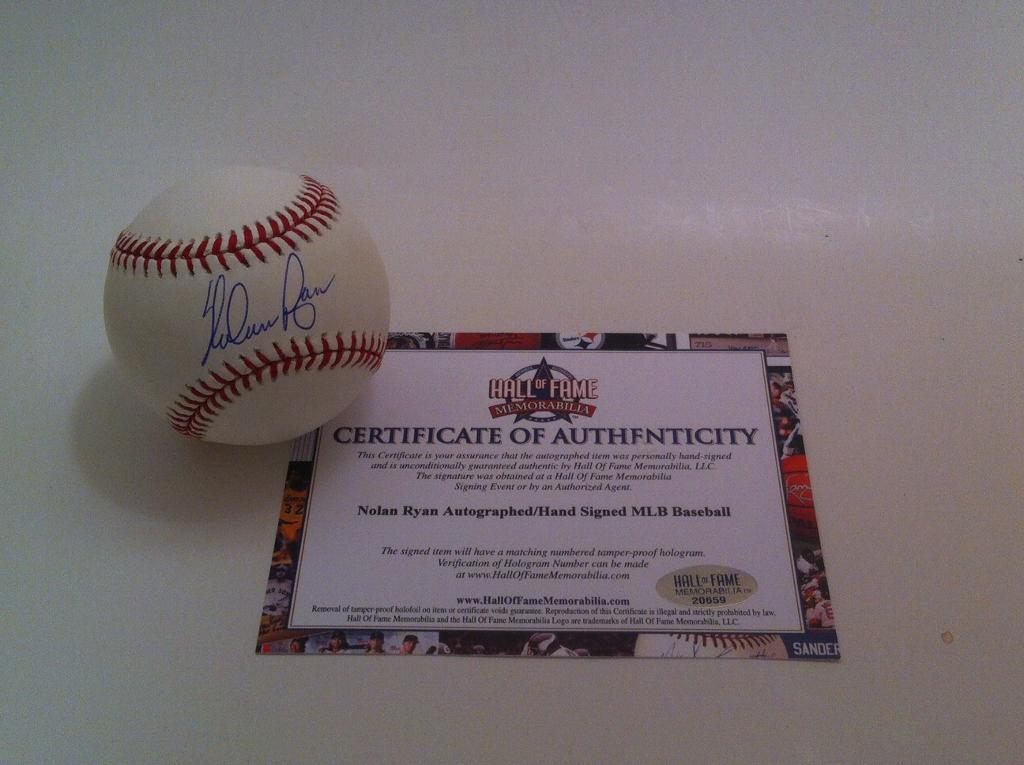 Nolan Ryan
Steelers
715
HALL OF FAME
MEMORABILIA
CERTIFICATE OF AUTHENTICITY
This Certificate is your assurance that the autographed item was personally hand-signed
and is unconditionally guaranteed authentic by Hall Of Fame Memorabilia, LLC.
The signature was obtained at a Hall Of Fame Memorabilia
Signing Event or by an Authorized Agent.
Nolan Ryan Autographed/Hand Signed MLB Baseball
32
The signed item will have a matching numbered tamper-proof hologram.
Verification of Hologram Number can be made
at www.HallOfFameMemorabilia.com
HALL OF FAME
MEMORABILIA TM
20659
www.HallOfFameMemorabilia.com
Removal of tamper-proof holofoil on item or certificate voids guarantee. Reproduction of this Certificate is illegal and strictly prohibited by law.
Hall Of Fame Memorabilia and the Hall Of Fame Memorabilia Logo are trademarks of Hall Of Fame Memorabilia, LLC.
SANDER